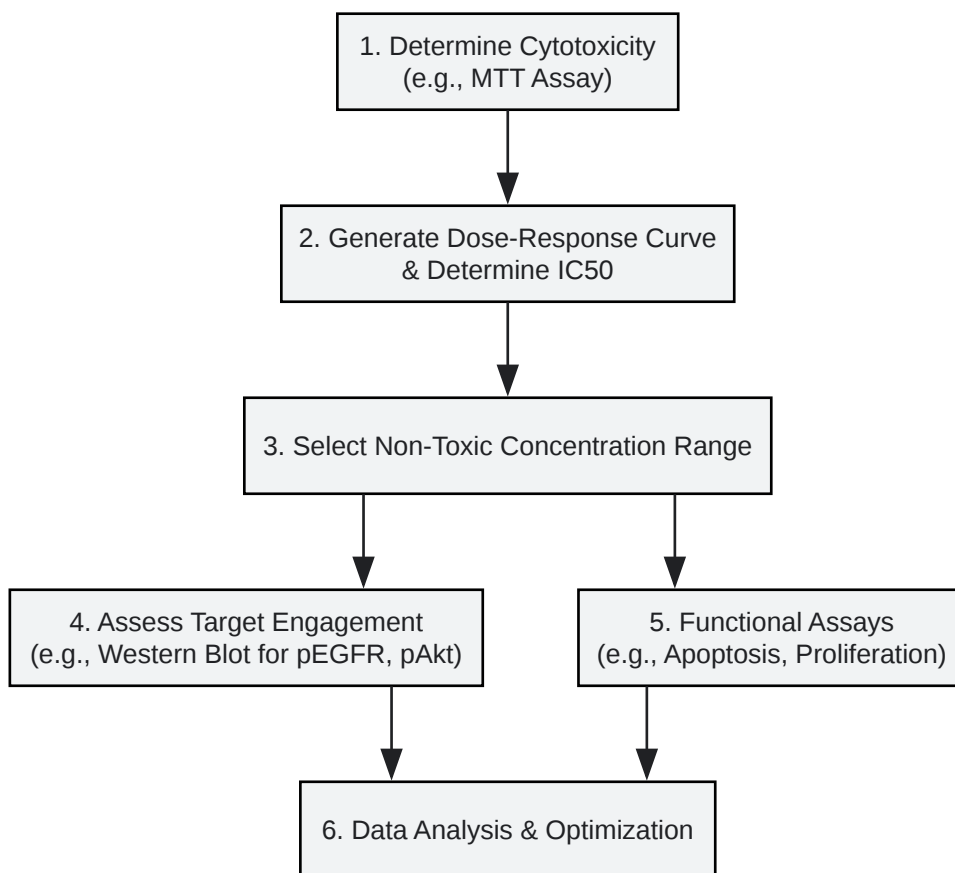 1. Determine Cytotoxicity
(e.g., MTT Assay)
2. Generate Dose-Response Curve
& Determine IC50
3. Select Non-Toxic Concentration Range
4. Assess Target Engagement
(e.g., Western Blot for pEGFR, pAkt)
5. Functional Assays
(e.g., Apoptosis, Proliferation)
6. Data Analysis & Optimization